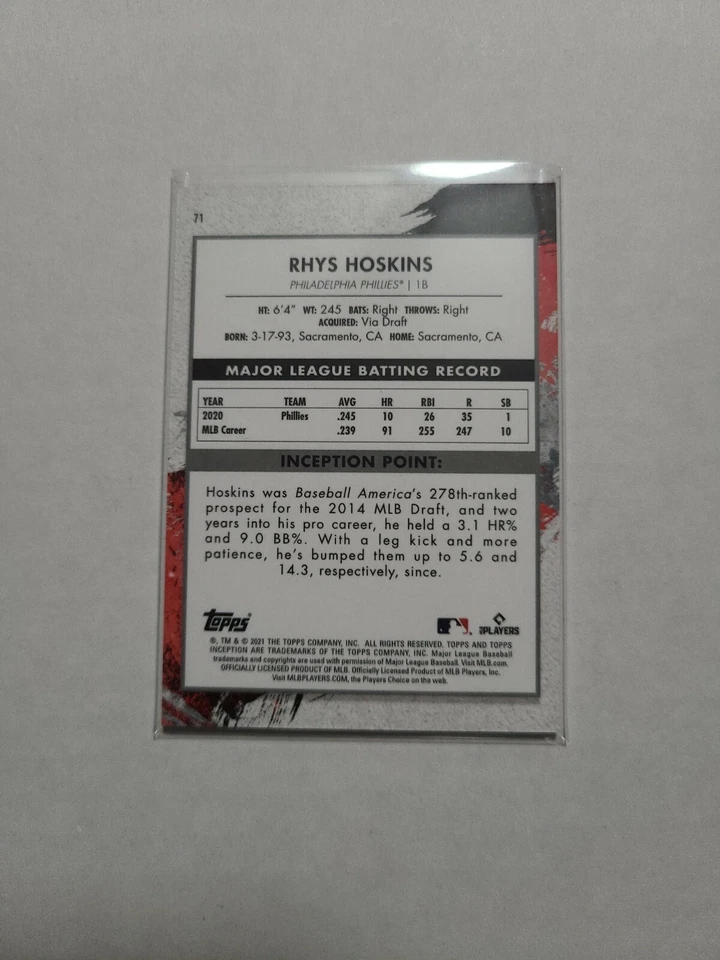 71
RHYS HOSKINS
PHILADELPHIA PHILLIES® | 1B
HT: 6'4" WT: 245 BATS: Right THROWS: Right
ACQUIRED: Via Draft
BORN: 3-17-93, Sacramento, CA HOME: Sacramento, CA
MAJOR LEAGUE BATTING RECORD
YEAR TEAM AVG HR RBI R SB
2020 Phillies .245 10 26 35 1
MLB Career .239 91 255 247 10
INCEPTION POINT:
Hoskins was Baseball America's 278th-ranked
prospect for the 2014 MLB Draft, and two
years into his pro career, he held a 3.1 HR%
and 9.0 BB%. With a leg kick and more
patience, he's bumped them up to 5.6 and
14.3, respectively, since.
Topps
PLAYERS
®, TM & © 2021 THE TOPPS COMPANY, INC. ALL RIGHTS RESERVED. TOPPS AND TOPPS
INCEPTION ARE TRADEMARKS OF THE TOPPS COMPANY, INC. Major League Baseball
trademarks and copyrights are used with permission of Major League Baseball. Visit MLB.com.
OFFICIALLY LICENSED PRODUCT OF MLB. Officially Licensed Product of MLB Players, Inc.
Visit MLBPLAYERS.COM, the Players Choice on the web.